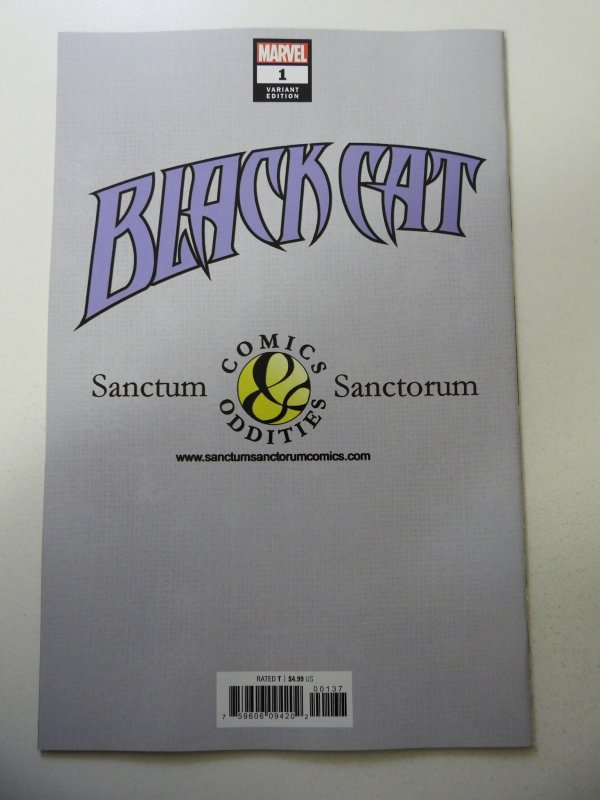 MARVEL
1
VARIANT
EDITION
BLACK CAT
Sanctum
COMICS
&
ODDITIES
Sanctorum
www.sanctumsanctorumcomics.com
RATED T | $4.99 US
00137
7 59606 09420 2